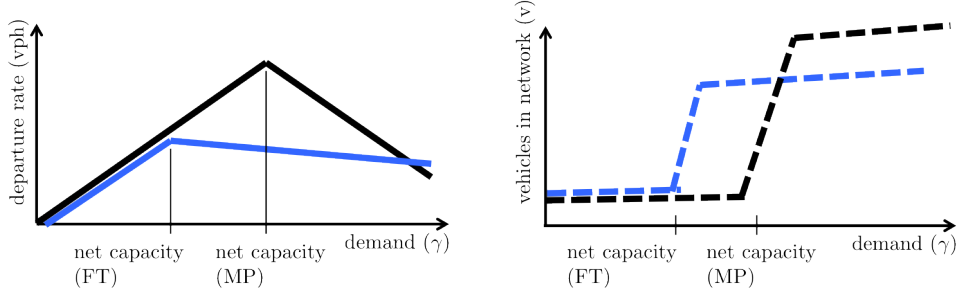 departure rate (vph)
demand (γ)
net capacity
(FT)
net capacity
(MP)
vehicles in network (v)
demand (γ)
net capacity
(FT)
net capacity
(MP)